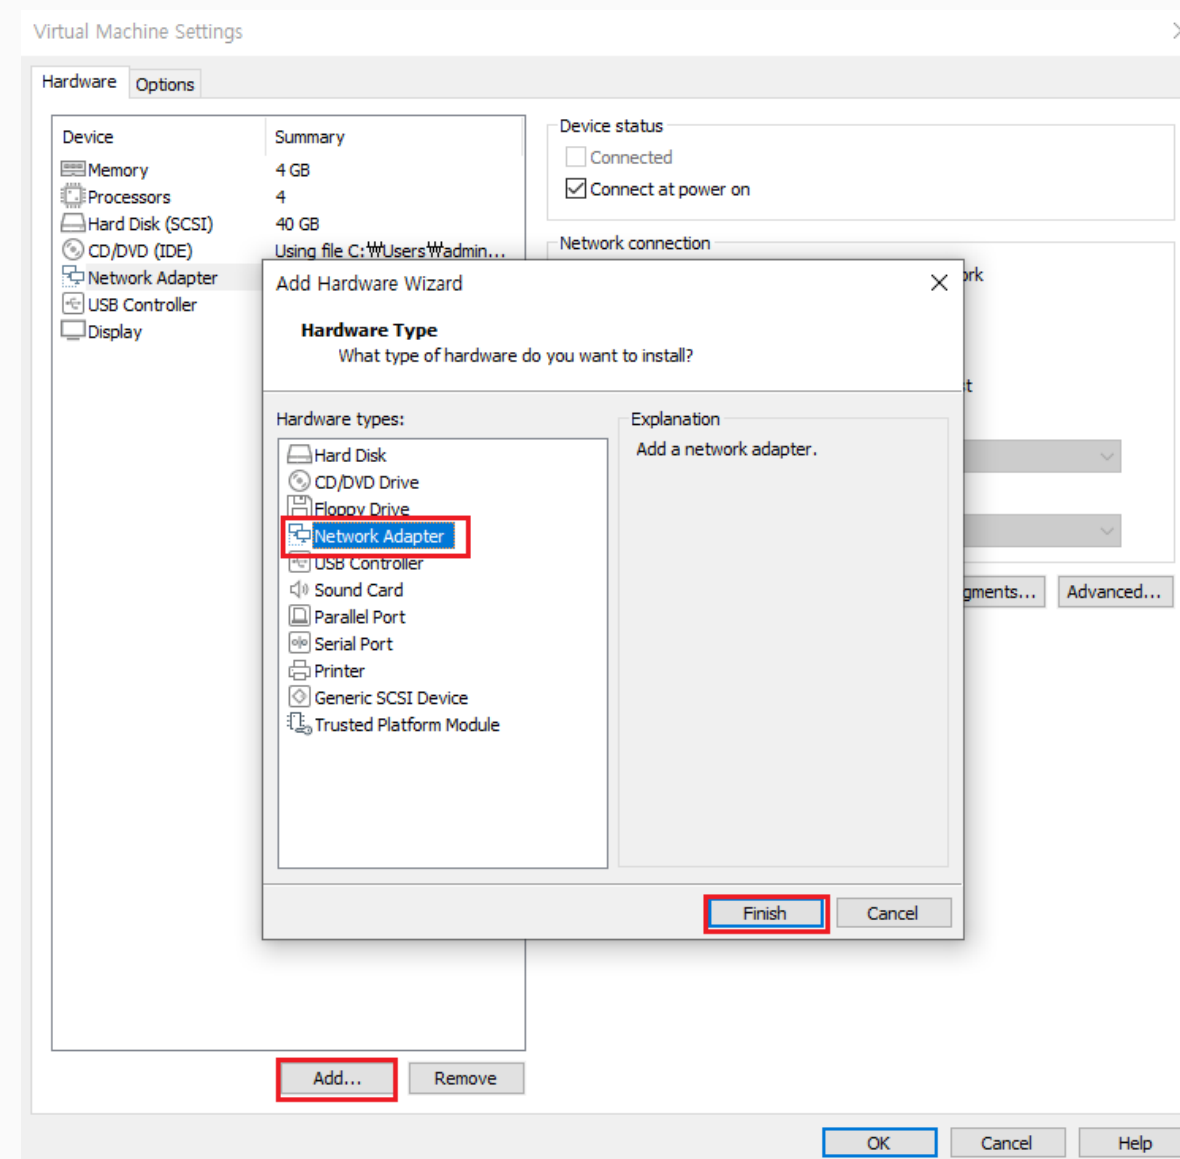 Virtual Machine Settings
Hardware
Options
Device Summary
Memory 4 GB
Processors 4
Hard Disk (SCSI) 40 GB
CD/DVD (IDE) Using file C:₩Users₩admin...
Network Adapter
USB Controller
Display
Device status
Connected
Connect at power on
Network connection
Add Hardware Wizard
Hardware Type
What type of hardware do you want to install?
Hardware types:
Hard Disk
CD/DVD Drive
Floppy Drive
Network Adapter
USB Controller
Sound Card
Parallel Port
Serial Port
Printer
Generic SCSI Device
Trusted Platform Module
Explanation
Add a network adapter.
Finish
Cancel
Advanced...
Add...
Remove
OK
Cancel
Help